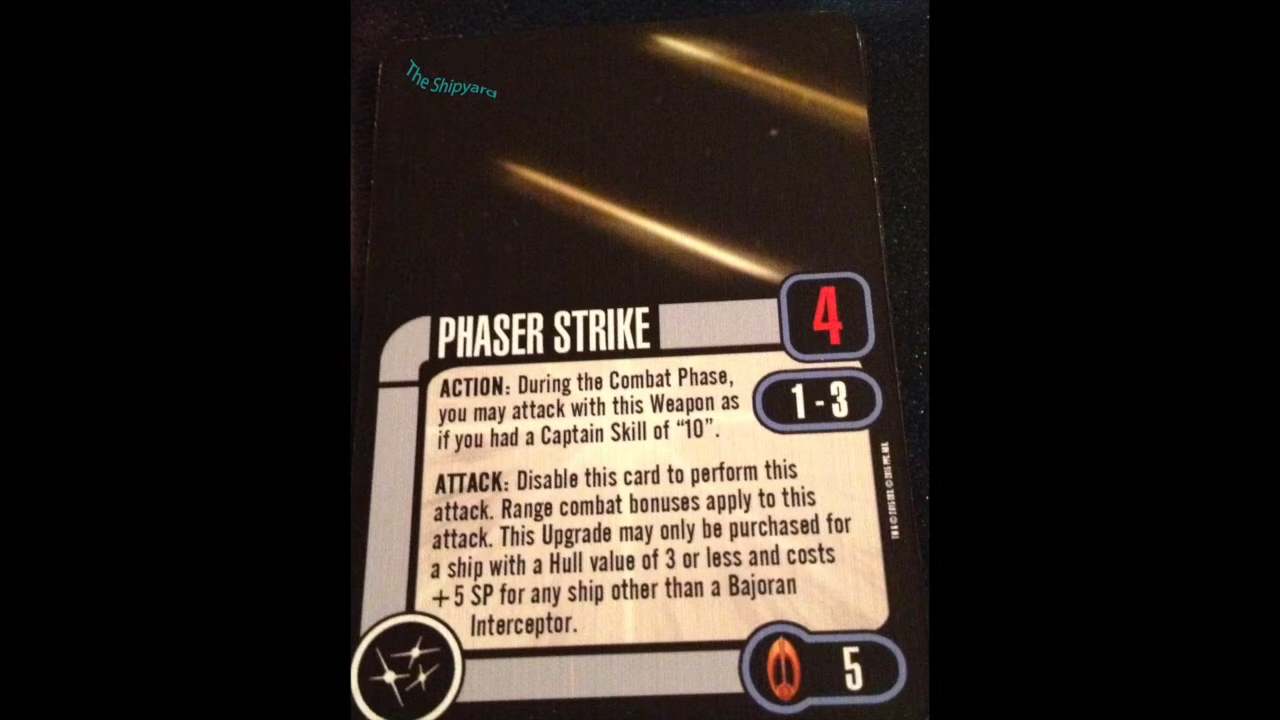 The Shipyard
PHASER STRIKE
4
ACTION: During the Combat Phase,
you may attack with this Weapon as
if you had a Captain Skill of “10”.
1 - 3
ATTACK: Disable this card to perform this
attack. Range combat bonuses apply to this
attack. This Upgrade may only be purchased for
a ship with a Hull value of 3 or less and costs
+5 SP for any ship other than a Bajoran
Interceptor.
5